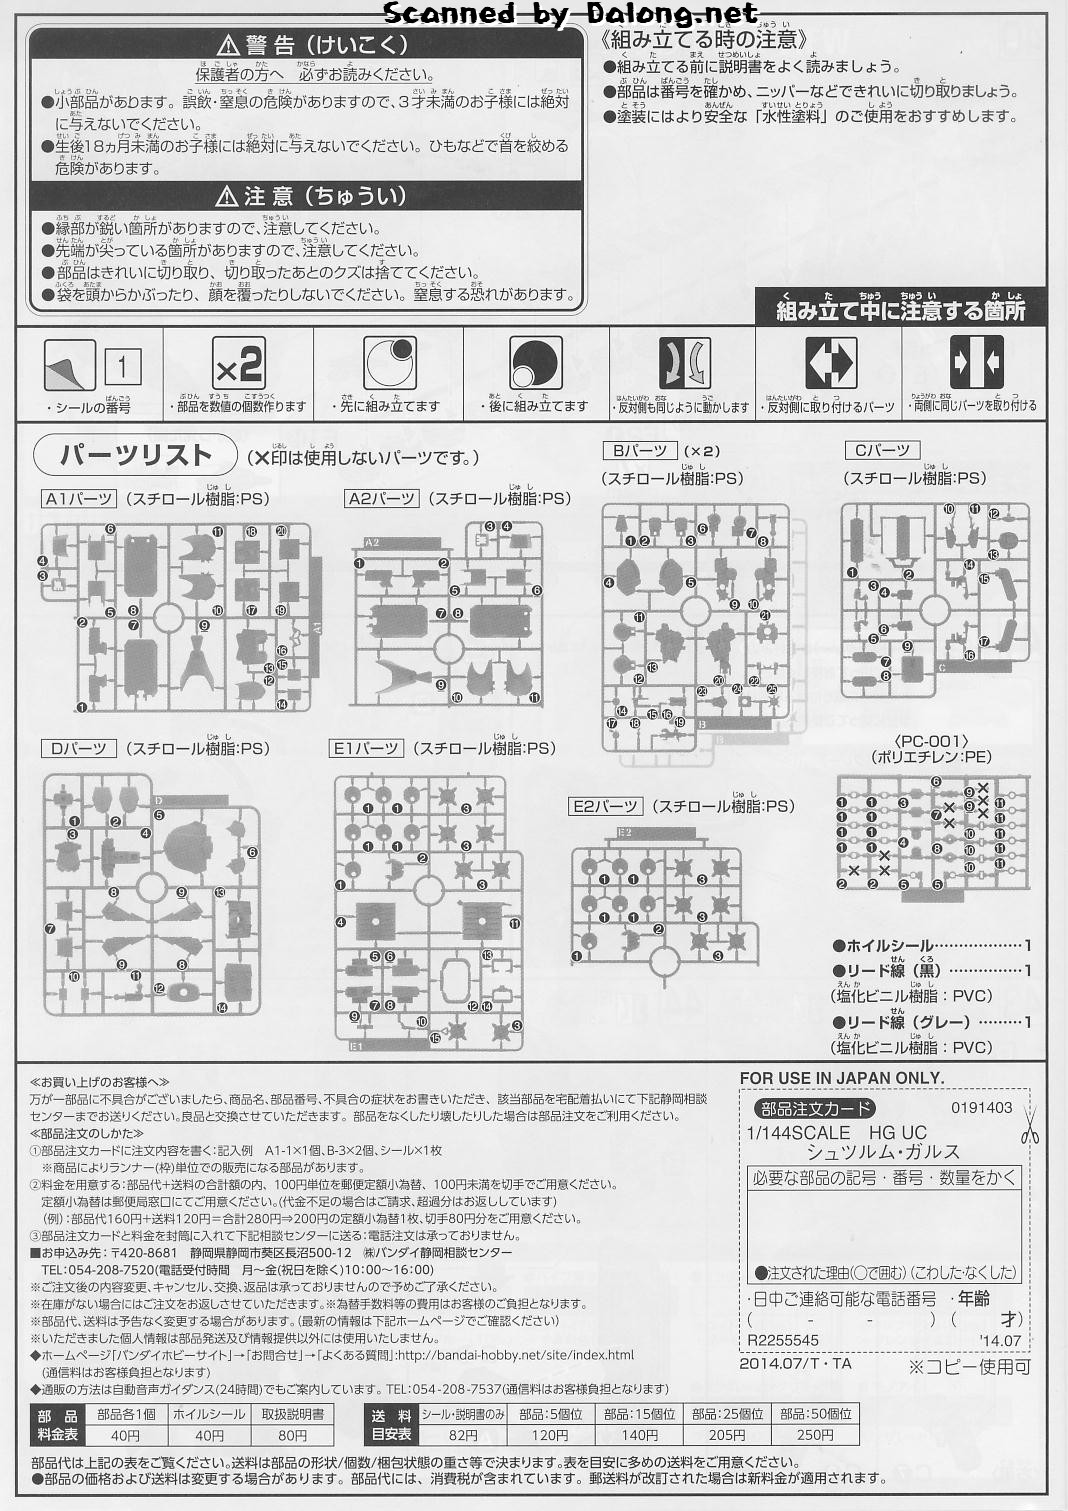 Scanned by Dalong.net
⚠警告(けいこく)
保護者の方へ 必ずお読みください。
●小部品があります。誤飲・窒息の危険がありますので、3才未満のお子様には絶対
に与えないでください。
●生後18ヵ月未満のお子様には絶対に与えないでください。ひもなどで首を絞める
危険があります。
⚠注意(ちゅうい)
●縁部が鋭い箇所がありますので、注意してください。
●先端が尖っている箇所がありますので、注意してください。
●部品はきれいに切り取り、切り取ったあとのクズは捨ててください。
●袋を頭からかぶったり、顔を覆ったりしないでください。窒息する恐れがあります。
《組み立てる時の注意》
●組み立てる前に説明書をよく読みましょう。
●部品は番号を確かめ、ニッパーなどできれいに切り取りましょう。
●塗装にはより安全な「水性塗料」のご使用をおすすめします。
組み立て中に注意する箇所
1
×2
・シールの番号
・部品を数値の個数作ります
・先に組み立てます
・後に組み立てます
・反対側も同じように動かします
・反対側に取り付けるパーツ
・両側に同じパーツを取り付ける
パーツリスト (×印は使用しないパーツです。)
A1パーツ (スチロール樹脂:PS)
A2パーツ (スチロール樹脂:PS)
Bパーツ (×2)
(スチロール樹脂:PS)
Cパーツ
(スチロール樹脂:PS)
Dパーツ (スチロール樹脂:PS)
E1パーツ (スチロール樹脂:PS)
E2パーツ (スチロール樹脂:PS)
〈PC-001〉
(ポリエチレン:PE)
●ホイルシール………………1
●リード線(黒)……………1
(塩化ビニル樹脂:PVC)
●リード線(グレー)………1
(塩化ビニル樹脂:PVC)
≪お買い上げのお客様へ≫
万が一部品に不具合がございましたら、商品名、部品番号、不具合の症状をお書きいただき、該当部品を宅配着払いにて下記静岡相談
センターまでお送りください。良品と交換させていただきます。部品をなくしたり壊したりした場合は部品注文をご利用ください。
≪部品注文のしかた≫
①部品注文カードに注文内容を書く:記入例 A1-1×1個、B-3×2個、シール×1枚
※商品によりランナー(枠)単位での販売になる部品があります。
②料金を用意する:部品代+送料の合計額の内、100円単位を郵便定額小為替、100円未満を切手でご用意ください。
定額小為替は郵便局窓口にてご用意ください。(代金不足の場合はご請求、超過分はお返ししています)
(例):部品代160円+送料120円=合計280円⇒200円の定額小為替1枚、切手80円分をご用意ください。
③部品注文カードと料金を封筒に入れて下記相談センターに送る:電話注文は承っておりません。
■お申込み先:〒420-8681 静岡県静岡市葵区長沼500-12 ㈱バンダイ静岡相談センター
TEL:054-208-7520(電話受付時間 月～金(祝日を除く)10:00～16:00)
※ご注文後の内容変更、キャンセル、交換、返品は承っておりませんので予めご了承ください。
※在庫がない場合にはご注文をお返しさせていただきます。※為替手数料等の費用はお客様のご負担となります。
※部品代、送料は予告なく変更する場合があります。(最新の情報は下記ホームページでご確認ください)
※いただきました個人情報は部品発送及び情報提供以外には使用いたしません。
◆ホームページ「バンダイホビーサイト」→「お問合せ」→「よくある質問」:http://bandai-hobby.net/site/index.html
(通信料はお客様負担となります)
◆通販の方法は自動音声ガイダンス(24時間)でもご案内しています。TEL:054-208-7537(通信料はお客様負担となります)
部品料金表 部品各1個 ホイルシール 取扱説明書
40円 40円 80円
送料目安表 シール・説明書のみ 部品:5個位 部品:15個位 部品:25個位 部品:50個位
82円 120円 140円 205円 250円
部品代は上記の表をご覧ください。送料は部品の形状/個数/梱包状態の重さ等で決まります。表を目安に多めの送料をご用意ください。
●部品の価格および送料は変更する場合があります。部品代には、消費税が含まれています。郵送料が改訂された場合は新料金が適用されます。
FOR USE IN JAPAN ONLY.
部品注文カード 0191403
1/144SCALE HG UC
シュツルム・ガルス
必要な部品の記号・番号・数量をかく
●注文された理由(○で囲む)(こわした・なくした)
・日中ご連絡可能な電話番号 ・年齢
( - - ) ( 才)
R2255545 '14.07
2014.07/T・TA ※コピー使用可